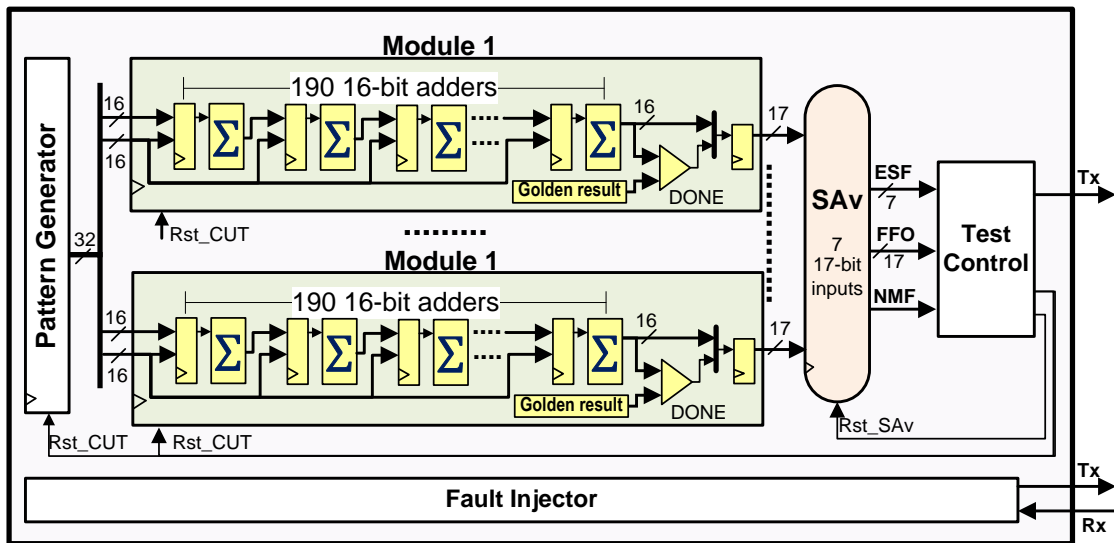 Module 1
190 16-bit adders
16
16
Σ
Σ
Σ
Σ
16
17
Golden result
DONE
Rst_CUT
Pattern Generator
32
Module 1
190 16-bit adders
16
16
Σ
Σ
Σ
Σ
16
17
Golden result
DONE
Rst_CUT
Rst_CUT
SAv
7
17-bit
inputs
ESF
7
FFO
17
NMF
Test
Control
Tx
Rst_SAv
Fault Injector
Tx
Rx